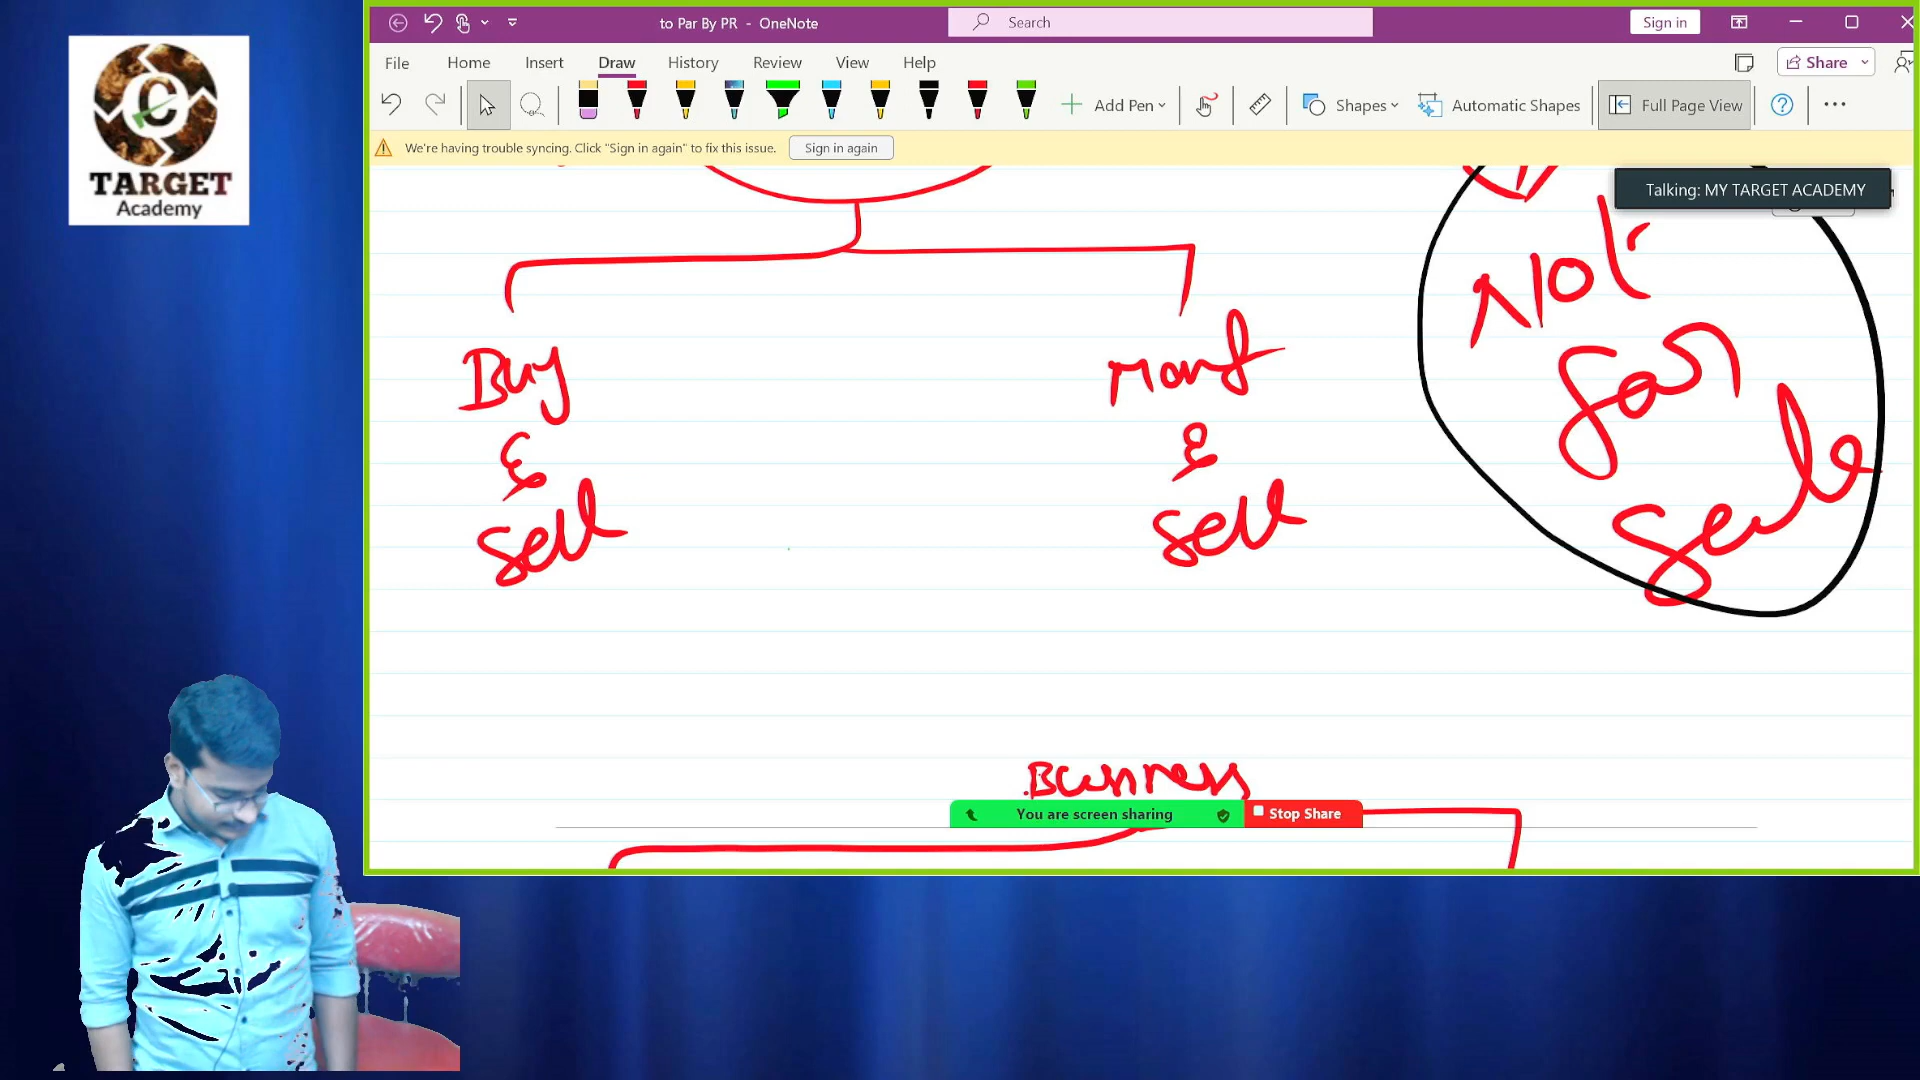 to Par By PR - OneNote
Search
Sign in
File Home Insert Draw History Review View Help
Share
Add Pen
Shapes
Automatic Shapes
Full Page View
We're having trouble syncing. Click "Sign in again" to fix this issue.
Sign in again
Talking: MY TARGET ACADEMY
C
TARGET
Academy
Not
for
Sale
Buy
&
Sell
Manf
&
Sell
Business
You are screen sharing
Stop Share